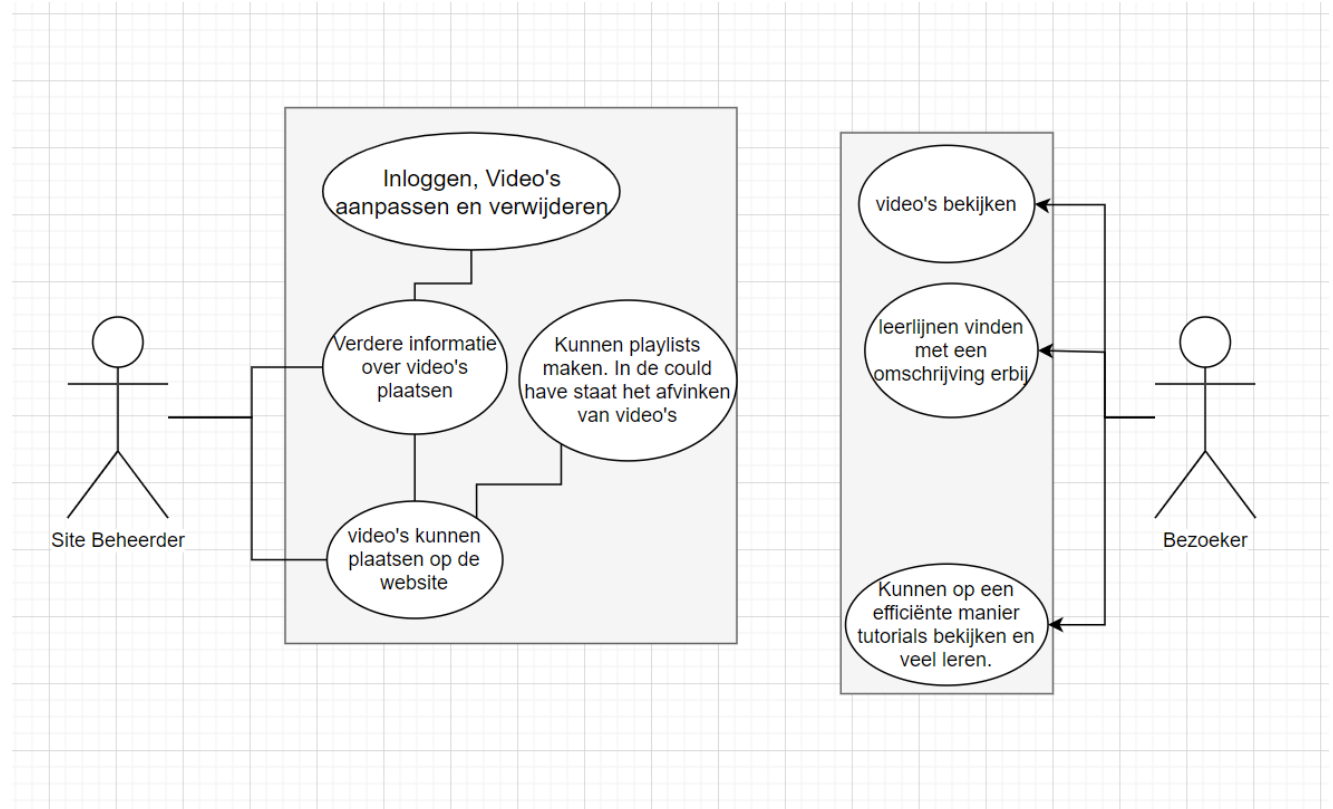 Inloggen, Video's
aanpassen en verwijderen
Verdere informatie
over video's
plaatsen
Kunnen playlists
maken. In de could
have staat het afvinken
van video's
video's kunnen
plaatsen op de
website
Site Beheerder
video's bekijken
leerlijnen vinden
met een
omschrijving erbij
Kunnen op een
efficiënte manier
tutorials bekijken en
veel leren.
Bezoeker